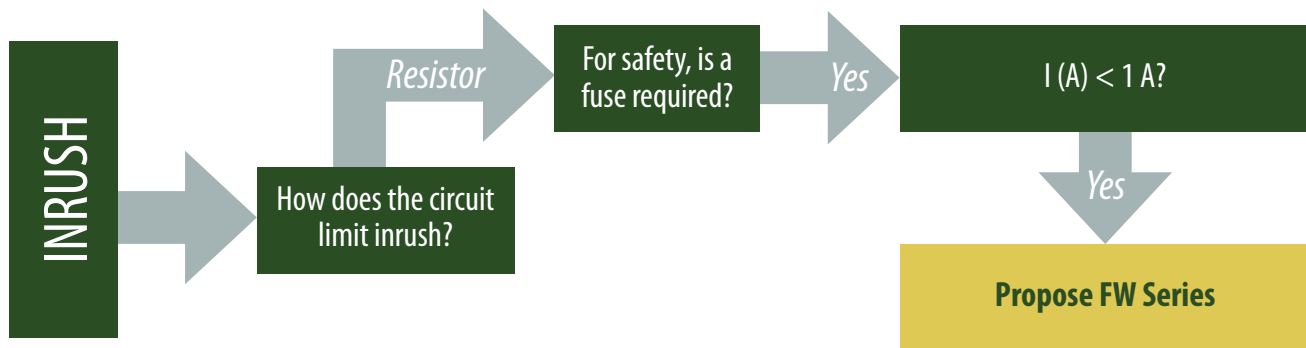 INRUSH
How does the circuit
limit inrush?
Resistor
For safety, is a
fuse required?
Yes
I (A) < 1 A?
Yes
Propose FW Series